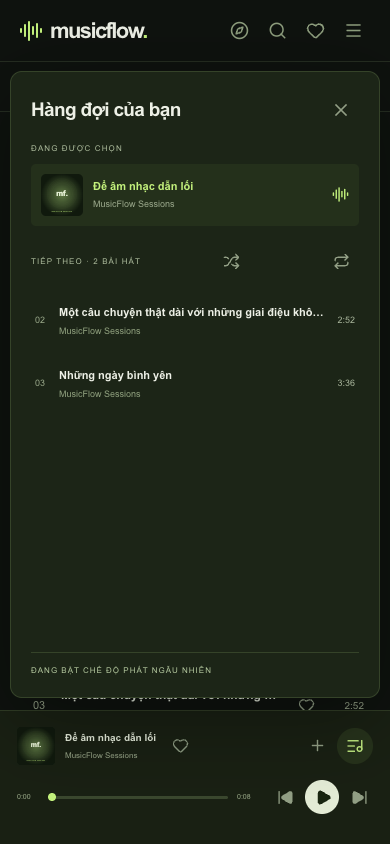 musicflow.
Hàng đợi của bạn
ĐANG ĐƯỢC CHỌN
mf.
Để âm nhạc dẫn lối
MusicFlow Sessions
TIẾP THEO · 2 BÀI HÁT
02
Một câu chuyện thật dài với những giai điệu khô...
2:52
MusicFlow Sessions
03
Những ngày bình yên
3:36
MusicFlow Sessions
ĐANG BẬT CHẾ ĐỘ PHÁT NGẪU NHIÊN
03
2:52
mf.
Để âm nhạc dẫn lối
MusicFlow Sessions
0:00
0:08